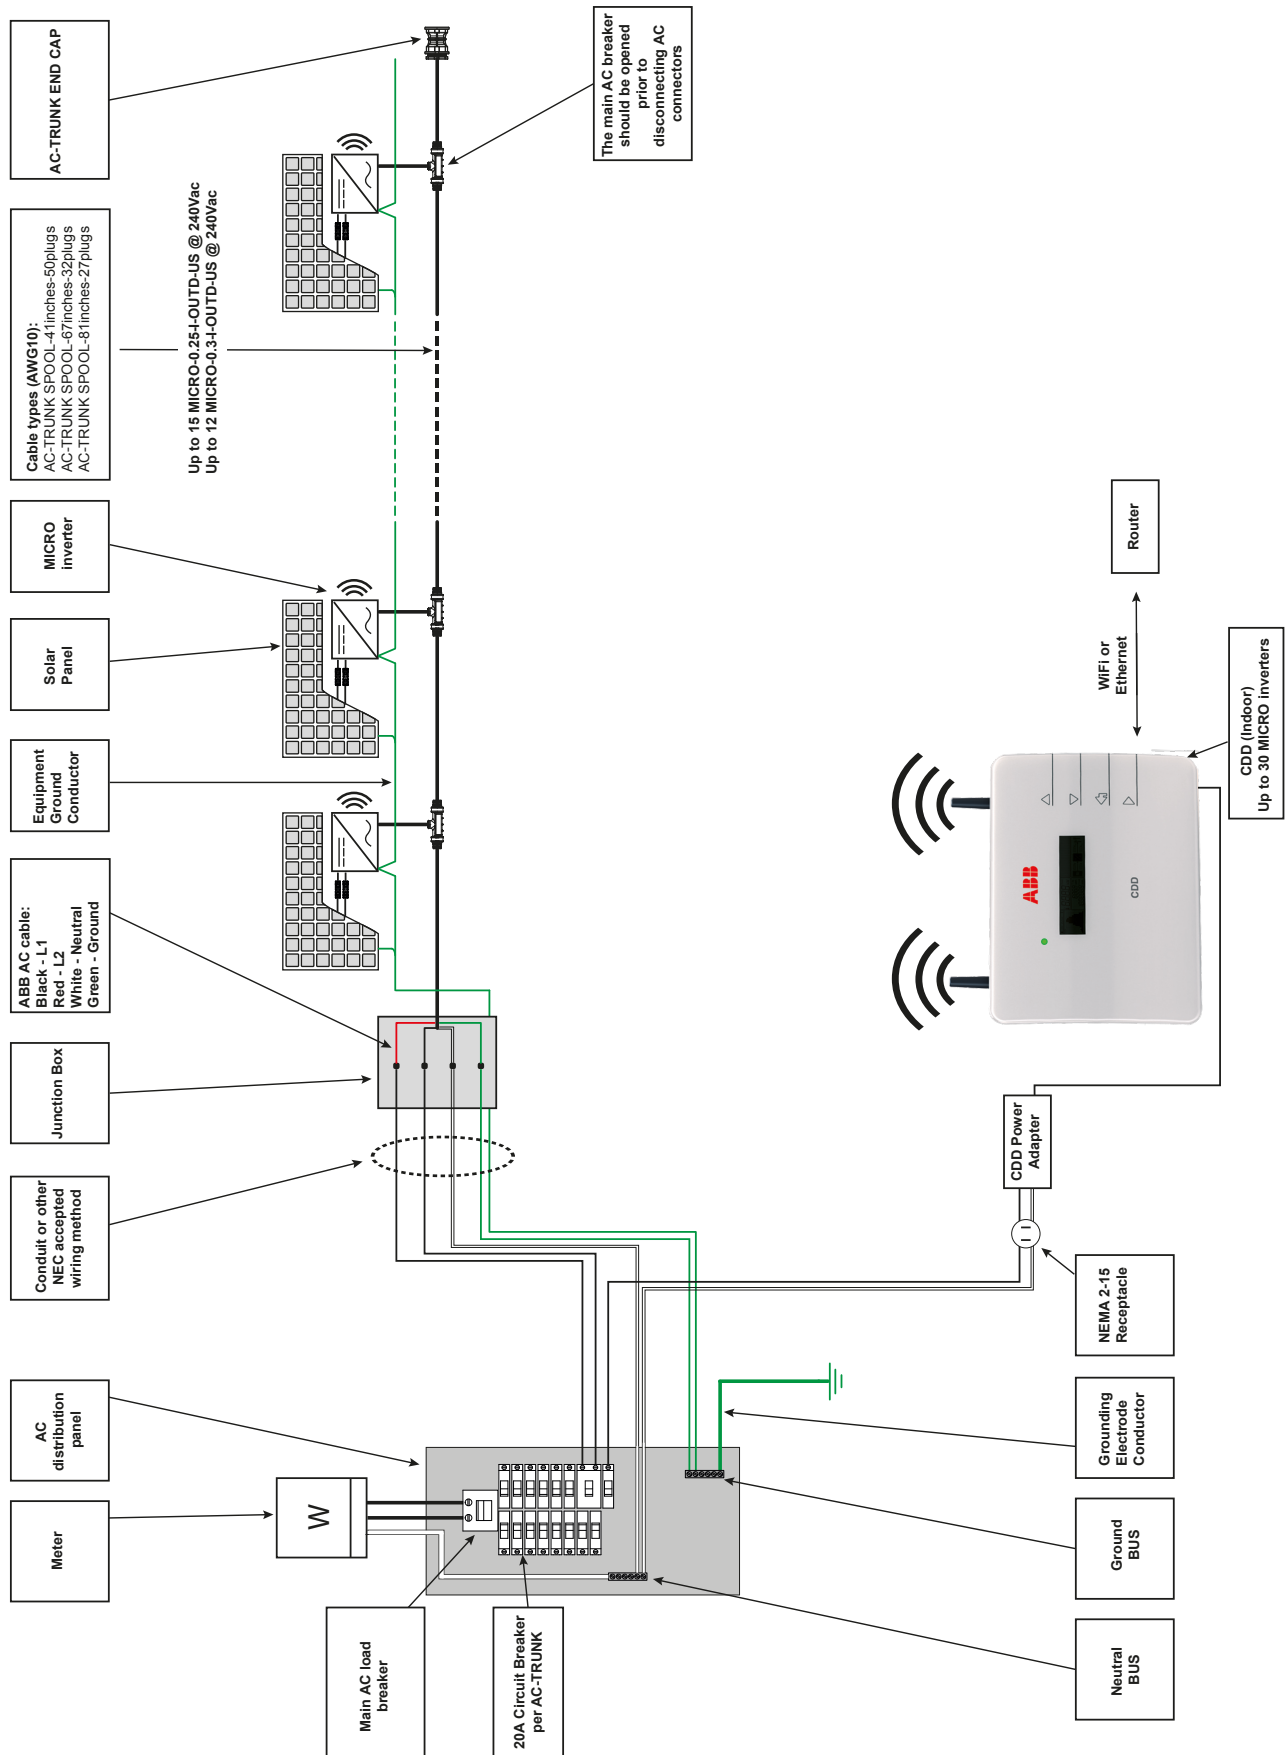 Meter
AC
distribution
panel
Conduit or other
NEC accepted
wiring method
Junction Box
ABB AC cable:
Black - L1
Red - L2
White - Neutral
Green - Ground
Equipment
Ground
Conductor
Solar
Panel
MICRO
inverter
Cable types (AWG10):
AC-TRUNK SPOOL-41inches-50plugs
AC-TRUNK SPOOL-67inches-32plugs
AC-TRUNK SPOOL-81inches-27plugs
AC-TRUNK END CAP
Up to 15 MICRO-0.25-I-OUTD-US @ 240Vac
Up to 12 MICRO-0.3-I-OUTD-US @ 240Vac
W
Main AC load
breaker
20A Circuit Breaker
per AC-TRUNK
The main AC breaker
should be opened
prior to
disconnecting AC
connectors
Neutral
BUS
Ground
BUS
Grounding
Electrode
Conductor
NEMA 2-15
Receptacle
CDD Power
Adapter
ABB
CDD
WiFi or
Ethernet
Router
CDD (Indoor)
Up to 30 MICRO inverters